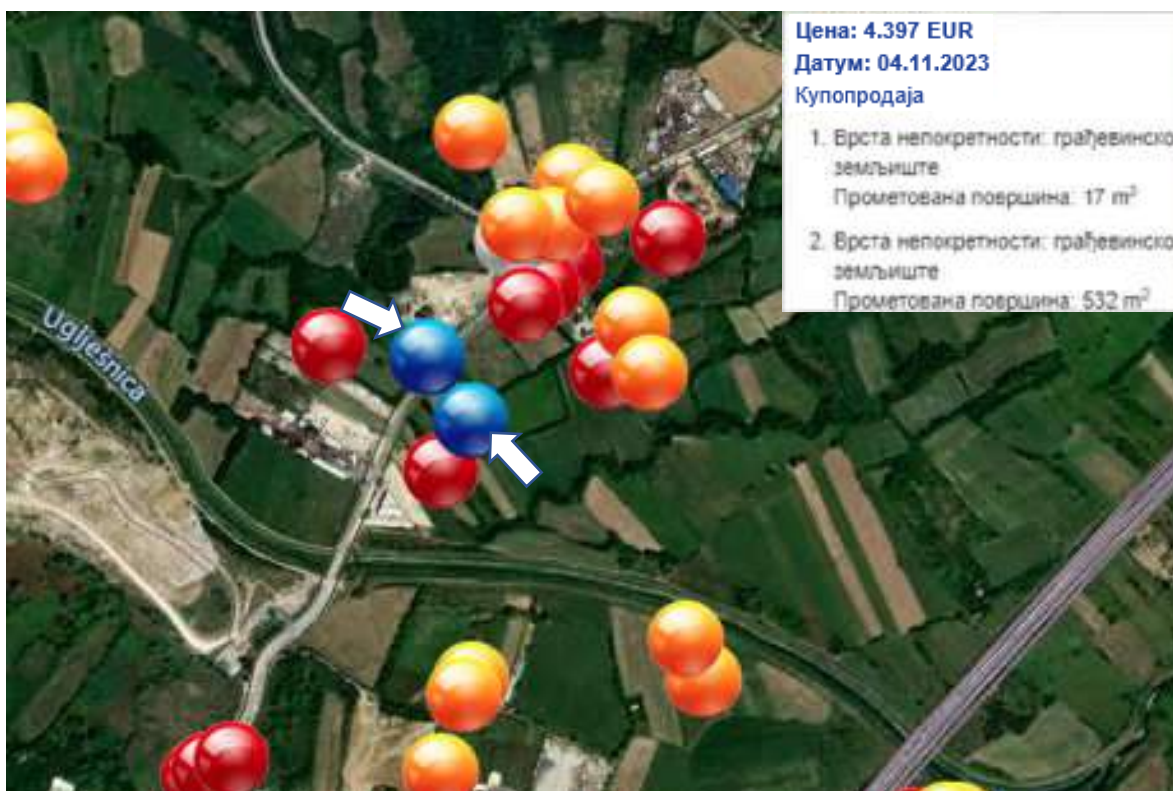 Цена: 4.397 EUR
Датум: 04.11.2023
Купопродаја
1. Врста непокретности: грађевинско
земљиште
Прометована површина: 17 m²
2. Врста непокретности: грађевинско
земљиште
Прометована површина: 532 m²
Ugljesnica